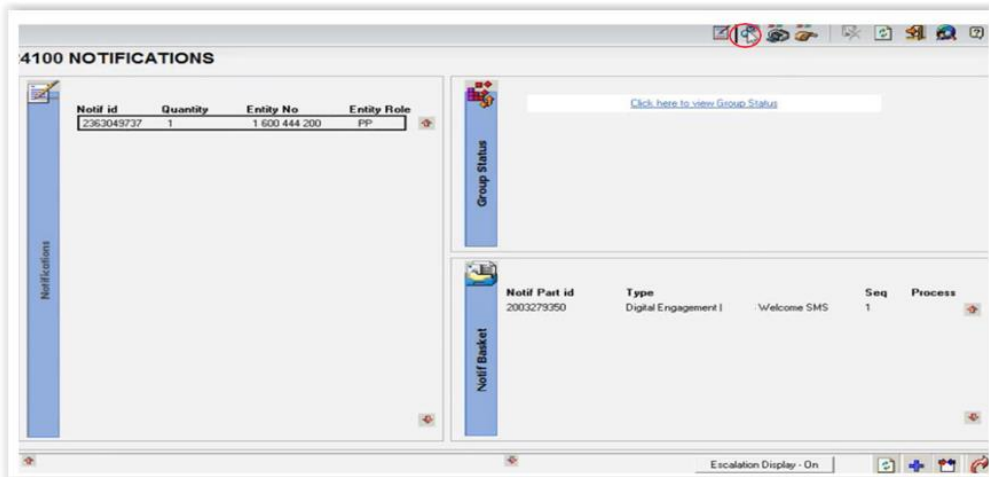 4100 NOTIFICATIONS
Notifications
Notif id Quantity Entity No Entity Role
2363049737 1 1 600 444 200 PP
Group Status
Click here to view Group Status
Notif Basket
Notif Part id Type Seq Process
2003279350 Digital Engagement | Welcome SMS 1
Escalation Display - On